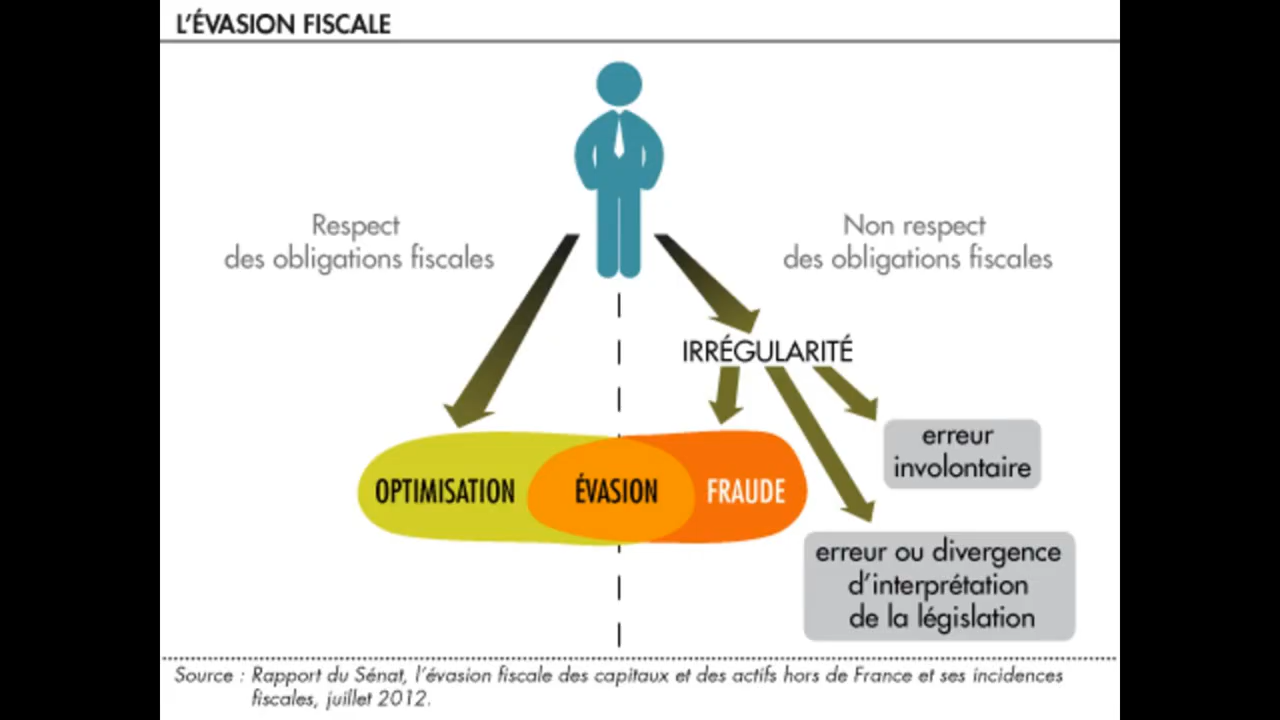 L'ÉVASION FISCALE
Respect
des obligations fiscales
Non respect
des obligations fiscales
IRRÉGULARITÉ
erreur
involontaire
OPTIMISATION
ÉVASION
FRAUDE
erreur ou divergence
d'interprétation
de la législation
Source : Rapport du Sénat, l'évasion fiscale des capitaux et des actifs hors de France et ses incidences
fiscales, juillet 2012.